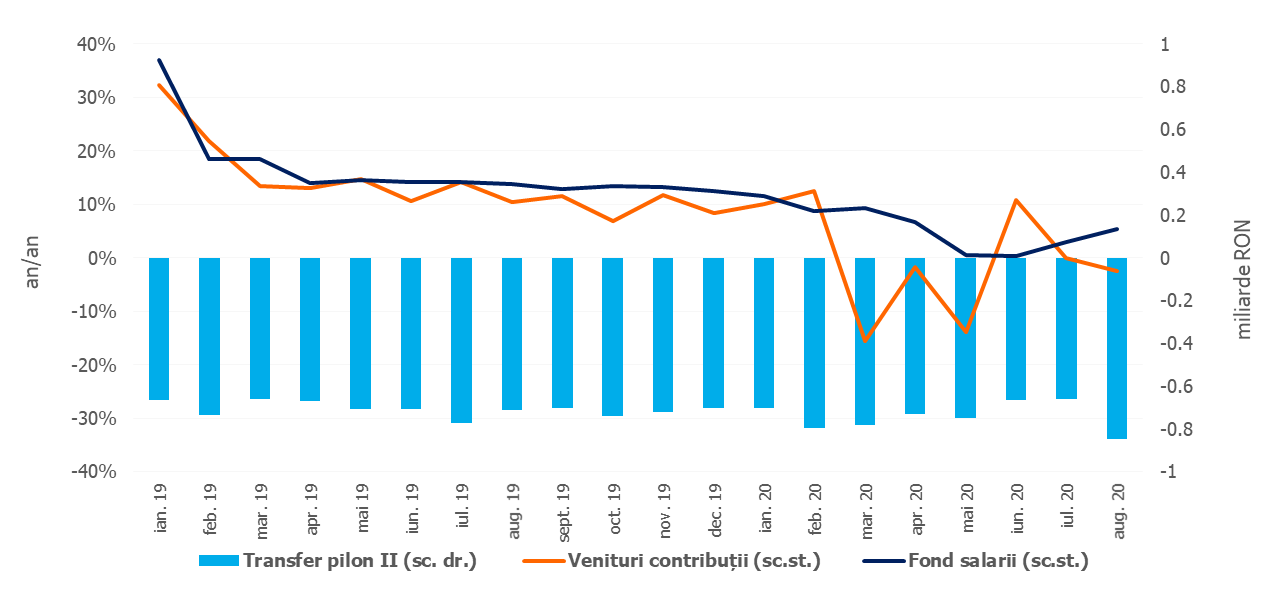 40%
30%
20%
10%
0%
-10%
-20%
-30%
-40%
an/an
1
0.8
0.6
0.4
0.2
0
-0.2
-0.4
-0.6
-0.8
-1
miliarde RON
ian. 19
feb. 19
mar. 19
apr. 19
mai 19
iun. 19
iul. 19
aug. 19
sept. 19
oct. 19
nov. 19
dec. 19
ian. 20
feb. 20
mar. 20
apr. 20
mai 20
iun. 20
iul. 20
aug. 20
Transfer pilon II (sc. dr.)
Venituri contribuții (sc.st.)
Fond salarii (sc.st.)